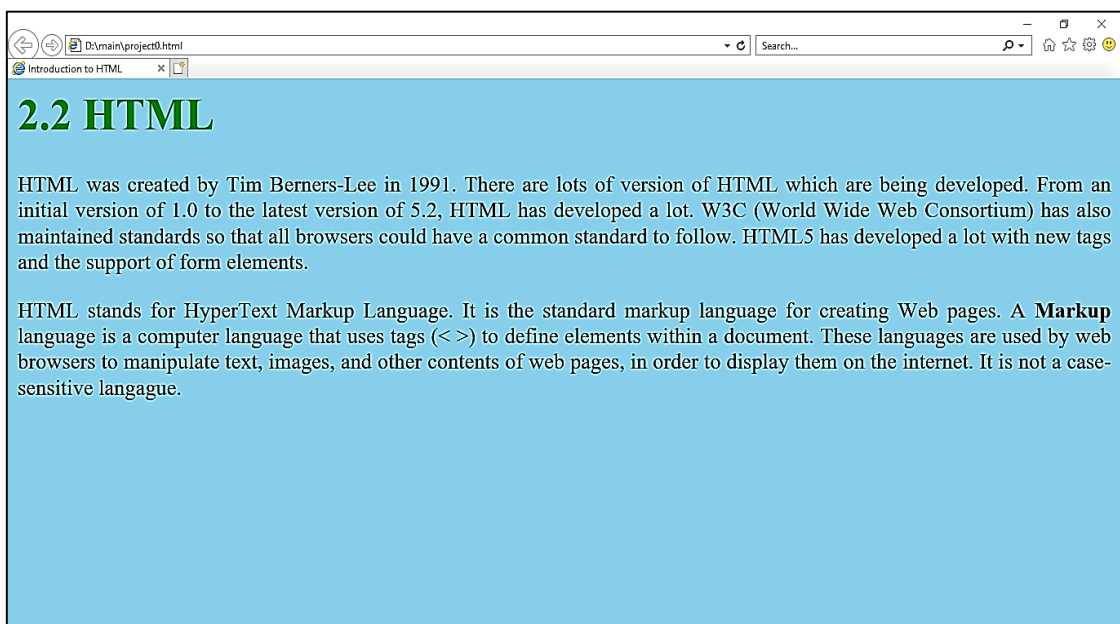 D:\main\project0.html
Search...
Introduction to HTML
2.2 HTML
HTML was created by Tim Berners-Lee in 1991. There are lots of version of HTML which are being developed. From an
initial version of 1.0 to the latest version of 5.2, HTML has developed a lot. W3C (World Wide Web Consortium) has also
maintained standards so that all browsers could have a common standard to follow. HTML5 has developed a lot with new tags
and the support of form elements.
HTML stands for HyperText Markup Language. It is the standard markup language for creating Web pages. A Markup
language is a computer language that uses tags (< >) to define elements within a document. These languages are used by web
browsers to manipulate text, images, and other contents of web pages, in order to display them on the internet. It is not a case-
sensitive langague.